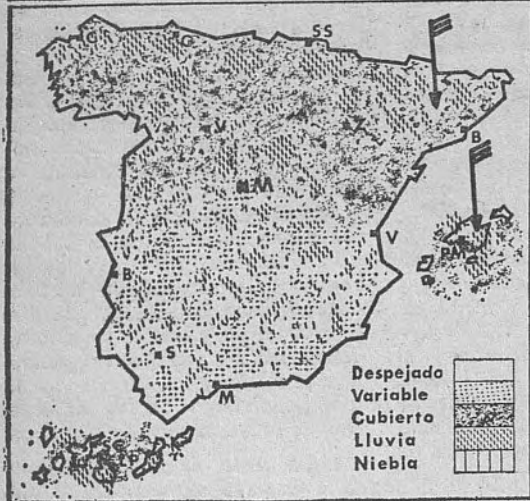 C G SS
V Z B
M
V
B
S
M
Despejado
Variable
Cubierto
Lluvia
Niebla